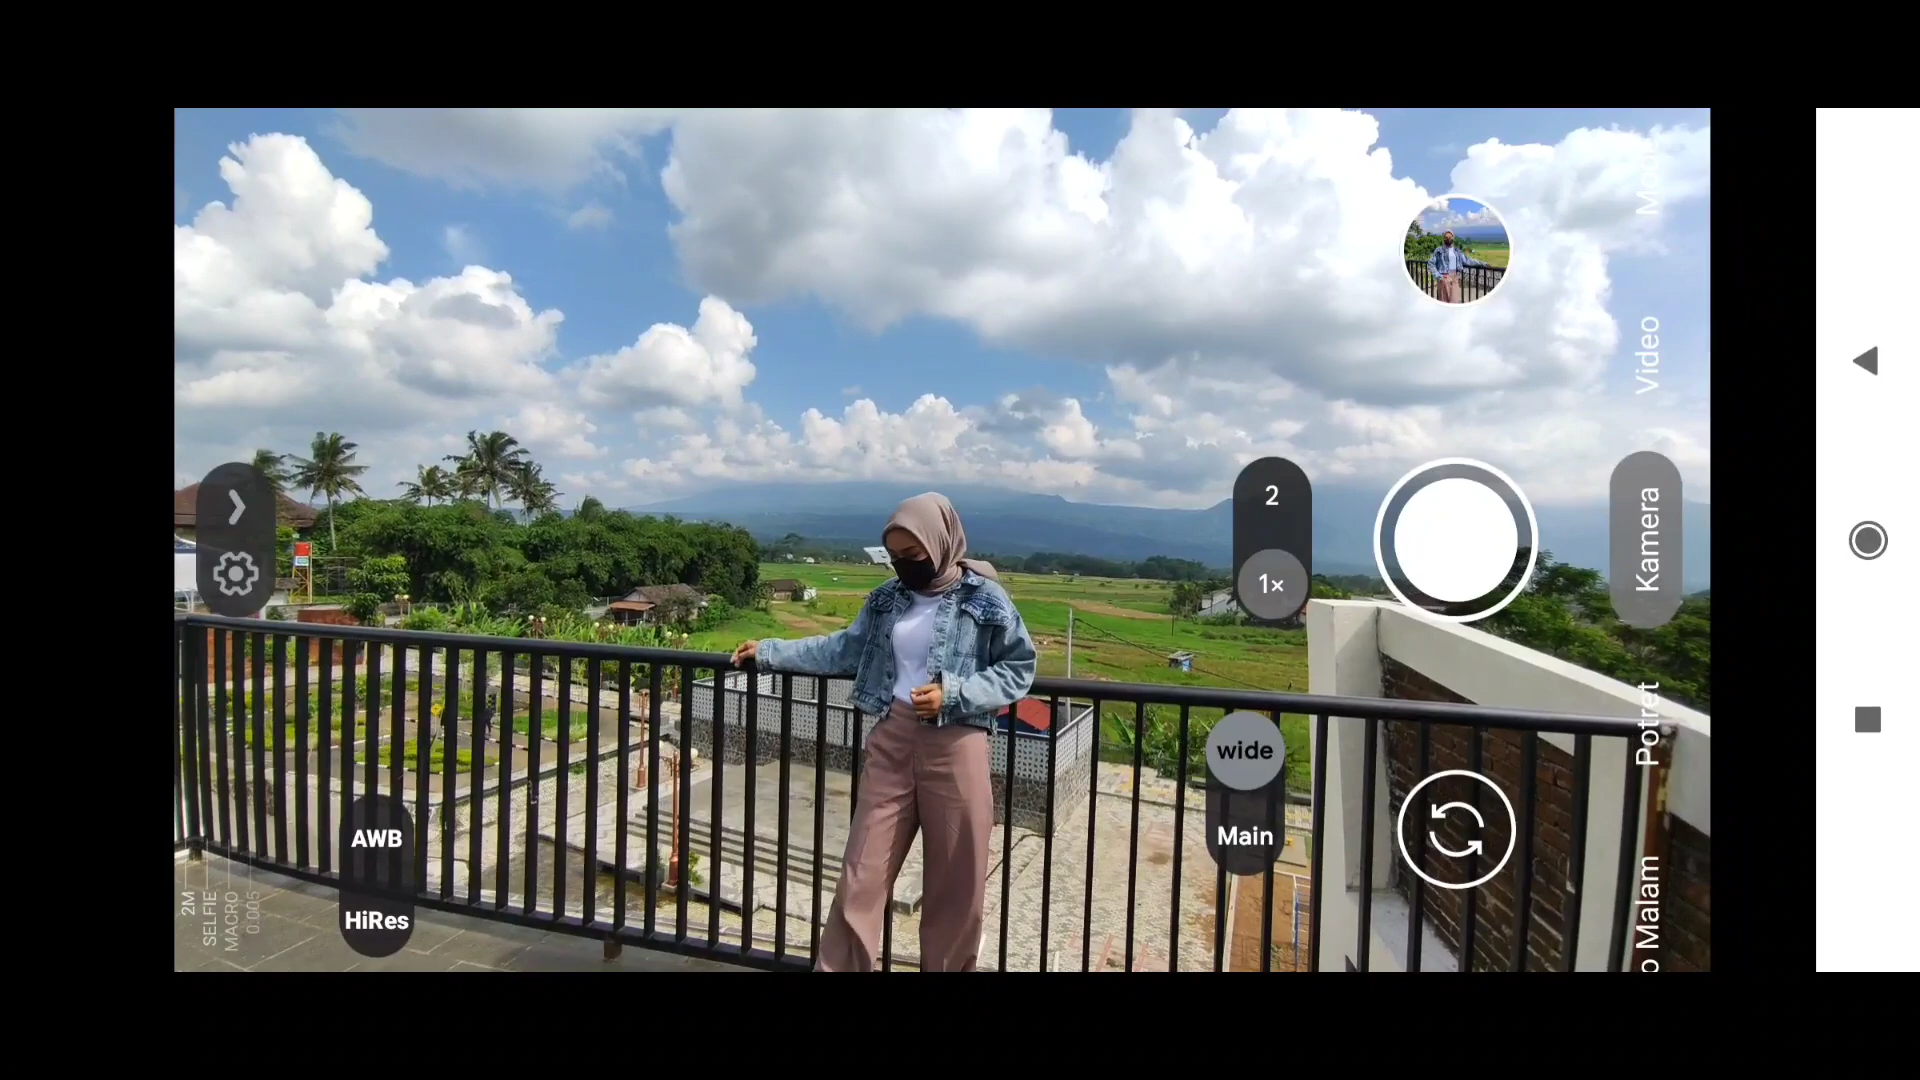 2M
SELFIE
MACRO
0:005
AWB
HiRes
2
1×
wide
Main
Video
Kamera
Potret
Malam